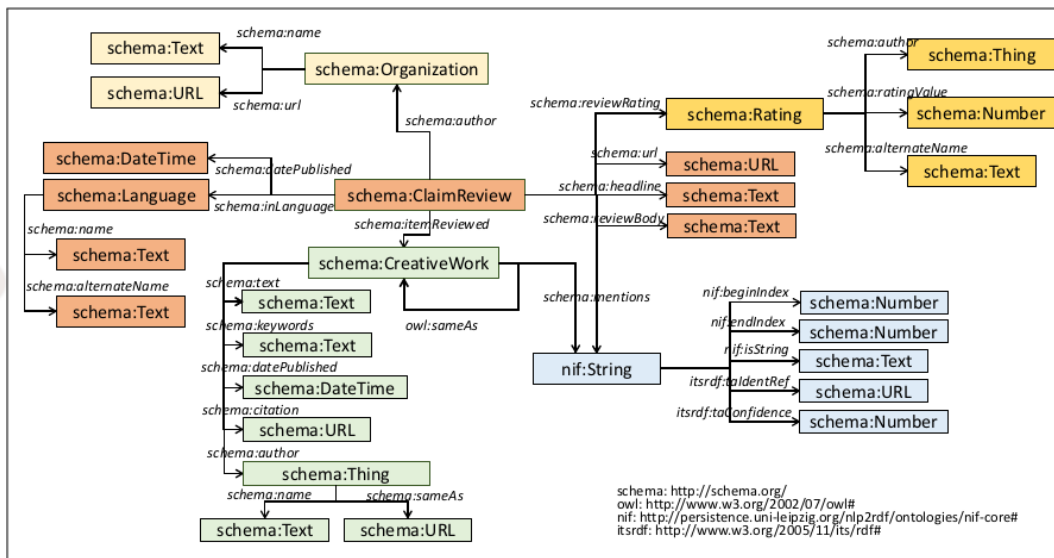 schema:Text
schema:name
schema:Organization
schema:URL
schema:url
schema:author
schema:DateTime
schema:datePublished
schema:Language
schema:inLanguage
schema:ClaimReview
schema:itemReviewed
schema:name
schema:Text
schema:alternateName
schema:Text
schema:reviewRating
schema:Rating
schema:author
schema:Thing
schema:ratingValue
schema:Number
schema:alternateName
schema:Text
schema:url
schema:URL
schema:headline
schema:Text
schema:reviewBody
schema:Text
schema:CreativeWork
owl:sameAs
schema:mentions
schema:text
schema:Text
schema:keywords
schema:Text
schema:datePublished
schema:DateTime
schema:citation
schema:URL
schema:author
schema:Thing
schema:name
schema:sameAs
schema:Text
schema:URL
nif:String
nif:beginIndex
schema:Number
nif:endIndex
schema:Number
nif:isString
schema:Text
itsrdf:taIdentRef
schema:URL
itsrdf:taConfidence
schema:Number
schema: http://schema.org/
owl: http://www.w3.org/2002/07/owl#
nif: http://persistence.uni-leipzig.org/nlp2rdf/ontologies/nif-core#
itsrdf: http://www.w3.org/2005/11/its/rdf#